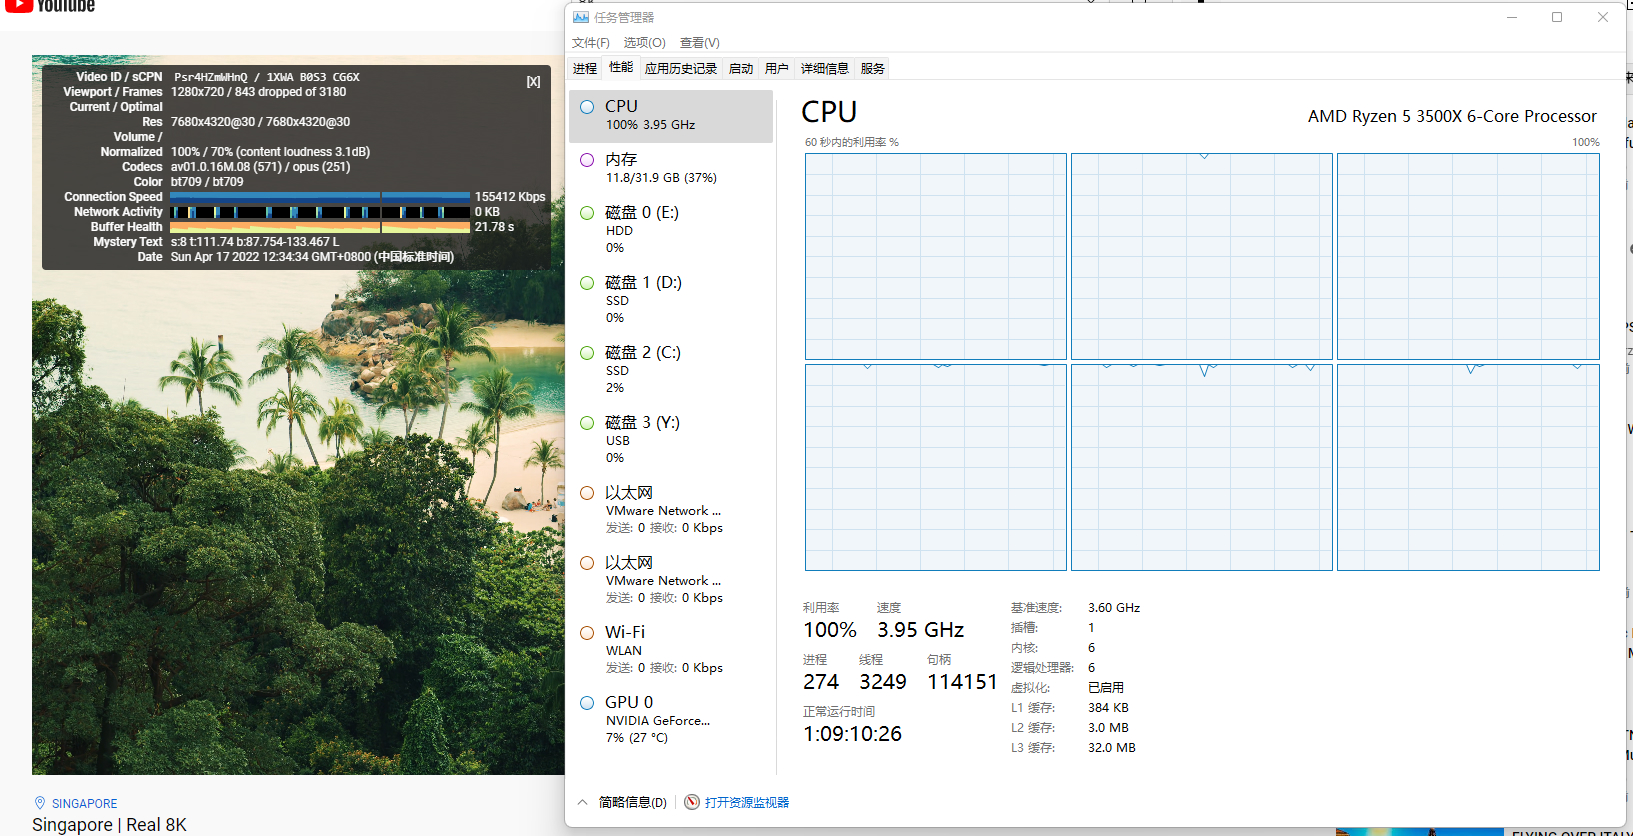 YouTube
Video ID / sCPN Psr4HZmWHnQ / 1XWA B0S3 CG6X
[X]
Viewport / Frames 1280x720 / 843 dropped of 3180
Current / Optimal
Res 7680x4320@30 / 7680x4320@30
Volume /
Normalized 100% / 70% (content loudness 3.1dB)
Codecs av01.0.16M.08 (571) / opus (251)
Color bt709 / bt709
Connection Speed 155412 Kbps
Network Activity 0 KB
Buffer Health 21.78 s
Mystery Text s:8 t:111.74 b:87.754-133.467 L
Date Sun Apr 17 2022 12:34:34 GMT+0800 (中国标准时间)
SINGAPORE
Singapore | Real 8K
任务管理器
文件(F) 选项(O) 查看(V)
进程 性能 应用历史记录 启动 用户 详细信息 服务
CPU
100% 3.95 GHz
内存
11.8/31.9 GB (37%)
磁盘 0 (E:)
HDD
0%
磁盘 1 (D:)
SSD
0%
磁盘 2 (C:)
SSD
2%
磁盘 3 (Y:)
USB
0%
以太网
VMware Network ...
发送: 0 接收: 0 Kbps
以太网
VMware Network ...
发送: 0 接收: 0 Kbps
Wi-Fi
WLAN
发送: 0 接收: 0 Kbps
GPU 0
NVIDIA GeForce...
7% (27 °C)
CPU
AMD Ryzen 5 3500X 6-Core Processor
60 秒内的利用率 %
100%
利用率 速度
100% 3.95 GHz
进程 线程 句柄
274 3249 114151
正常运行时间
1:09:10:26
基准速度: 3.60 GHz
插槽: 1
内核: 6
逻辑处理器: 6
虚拟化: 已启用
L1 缓存: 384 KB
L2 缓存: 3.0 MB
L3 缓存: 32.0 MB
简略信息(D)
打开资源监视器
FLYING OVER ITALY